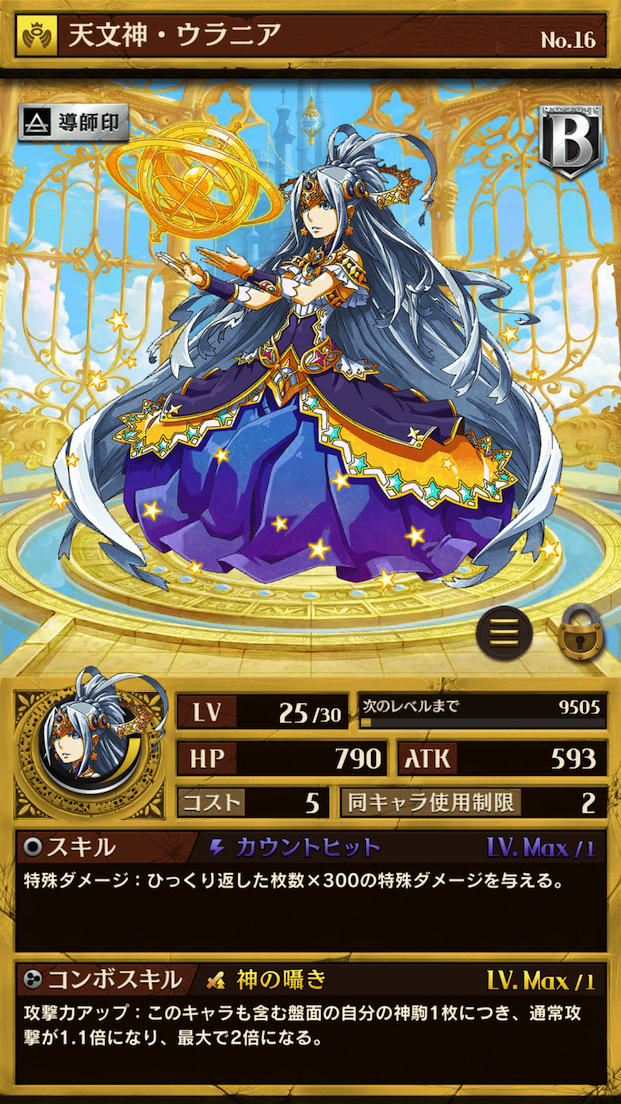 天文神・ウラニア
No.16
導師印
B
LV 25/30
次のレベルまで 9505
HP 790
ATK 593
コスト 5
同キャラ使用制限 2
スキル カウントヒット LV.Max /1
特殊ダメージ：ひっくり返した枚数×300の特殊ダメージを与える。
コンボスキル 神の囁き LV.Max /1
攻撃力アップ：このキャラも含む盤面の自分の神駒1枚につき、通常攻
撃が1.1倍になり、最大で2倍になる。